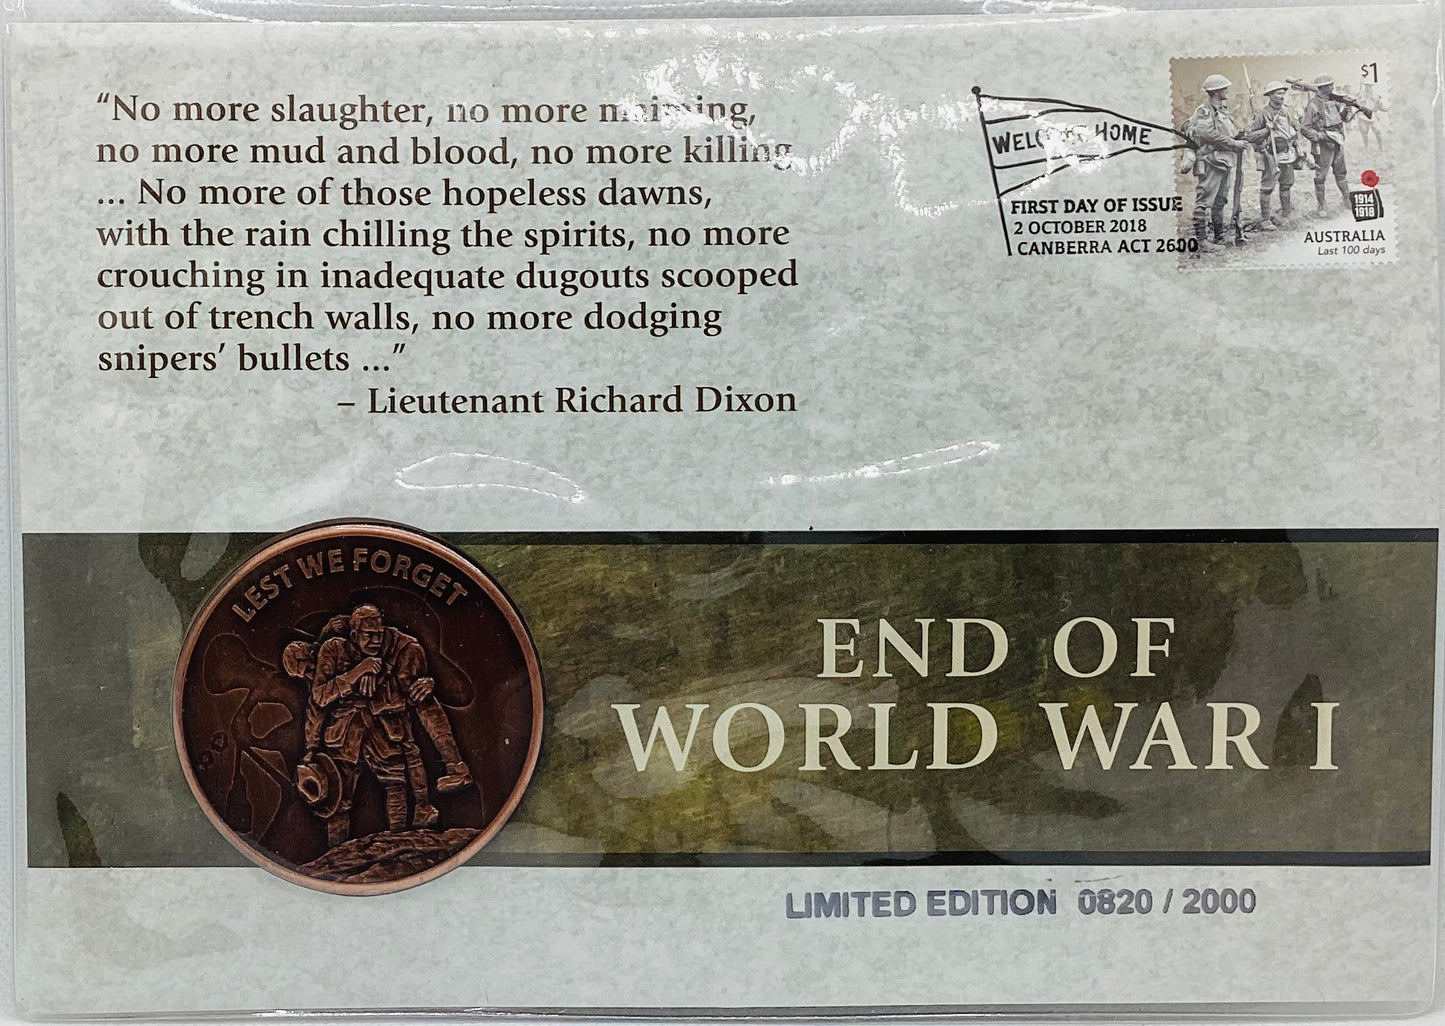 “No more slaughter, no more maiming,
no more mud and blood, no more killing
... No more of those hopeless dawns,
with the rain chilling the spirits, no more
crouching in inadequate dugouts scooped
out of trench walls, no more dodging
snipers’ bullets ...”
– Lieutenant Richard Dixon
WELCOME HOME
FIRST DAY OF ISSUE
2 OCTOBER 2018
CANBERRA ACT 2600
$1
1914
1918
AUSTRALIA
Last 100 days
LEST WE FORGET
END OF
WORLD WAR I
LIMITED EDITION 0820 / 2000